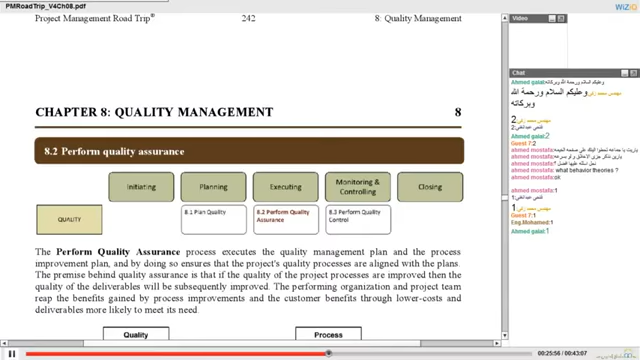 PMRoadTrip_V4Ch08.pdf
WiZiQ
Project Management Road Trip® 242 8: Quality Management
CHAPTER 8: QUALITY MANAGEMENT 8
8.2 Perform quality assurance
Initiating Planning Executing Monitoring & Controlling Closing
QUALITY 8.1 Plan Quality 8.2 Perform Quality Assurance 8.3 Perform Quality Control
The Perform Quality Assurance process executes the quality management plan and the process
improvement plan, and by doing so ensures that the project's quality processes are aligned with the plans.
The premise behind quality assurance is that if the quality of the project processes are improved then the
quality of the deliverables will be subsequently improved. The performing organization and project team
reap the benefits gained by process improvements and the customer benefits through lower-costs and
deliverables more likely to meet its need
Quality Process
Video
Chat
Ahmed galal:
وعليكم السلام ورحمة الله وبركاته
وعليكم السلام ورحمة الله
وبركاته
2
Ahmed galal:2
Guest 7:2
ahmed mostafa:
ahmed mostafa:
ahmed mostafa:
: what behavior theories ?
ahmed mostafa:ok
ahmed mostafa:1
1
Guest 7:1
Eng.Mohamed:1
Ahmed galal:1
00:25:56 00:43:07